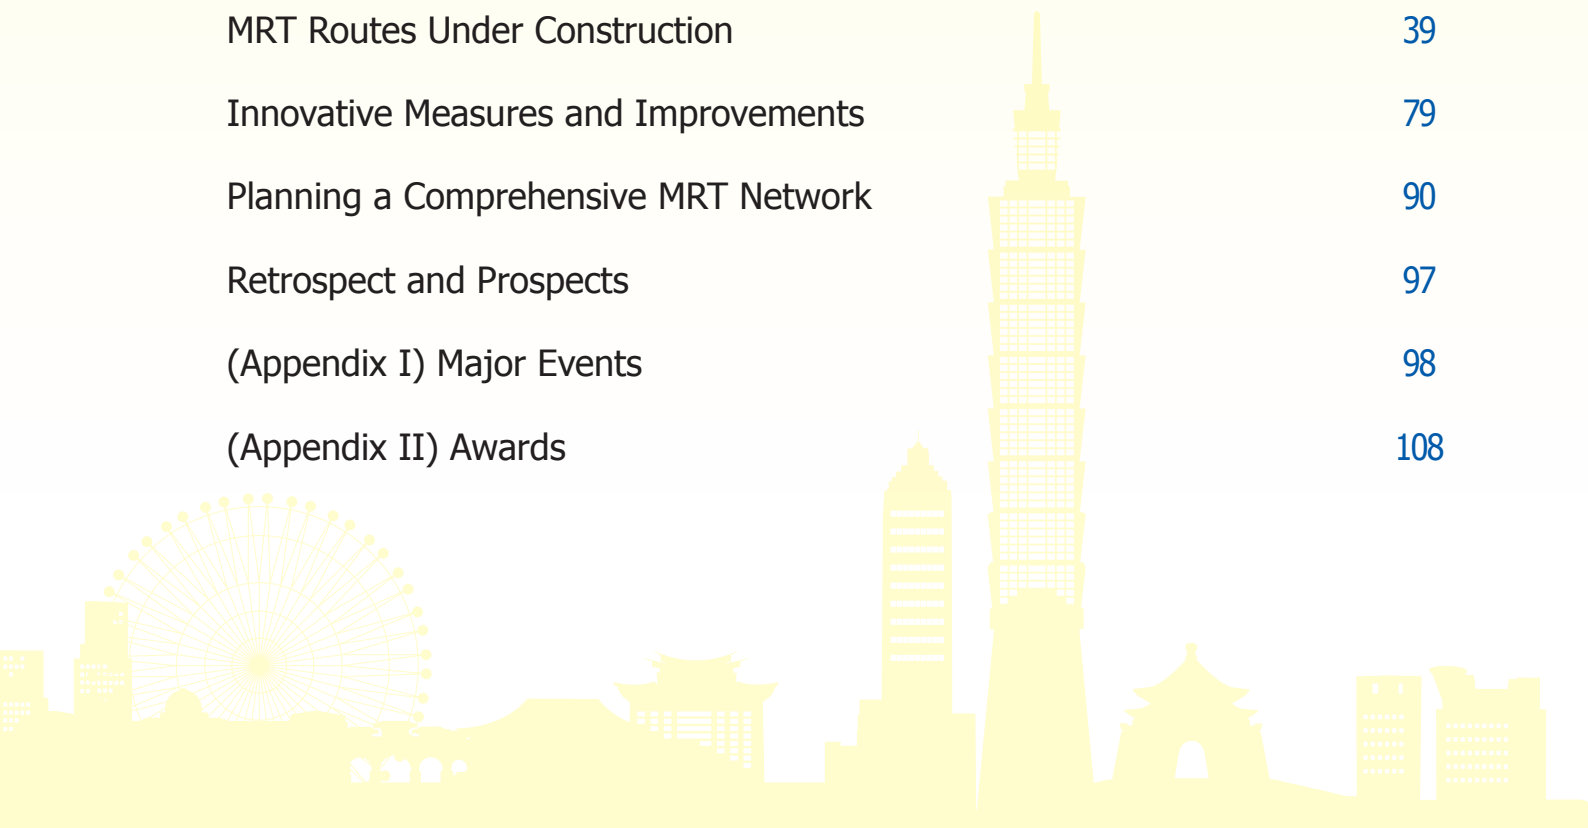 MRT Routes Under Construction 39
Innovative Measures and Improvements 79
Planning a Comprehensive MRT Network 90
Retrospect and Prospects 97
(Appendix I) Major Events 98
(Appendix II) Awards 108